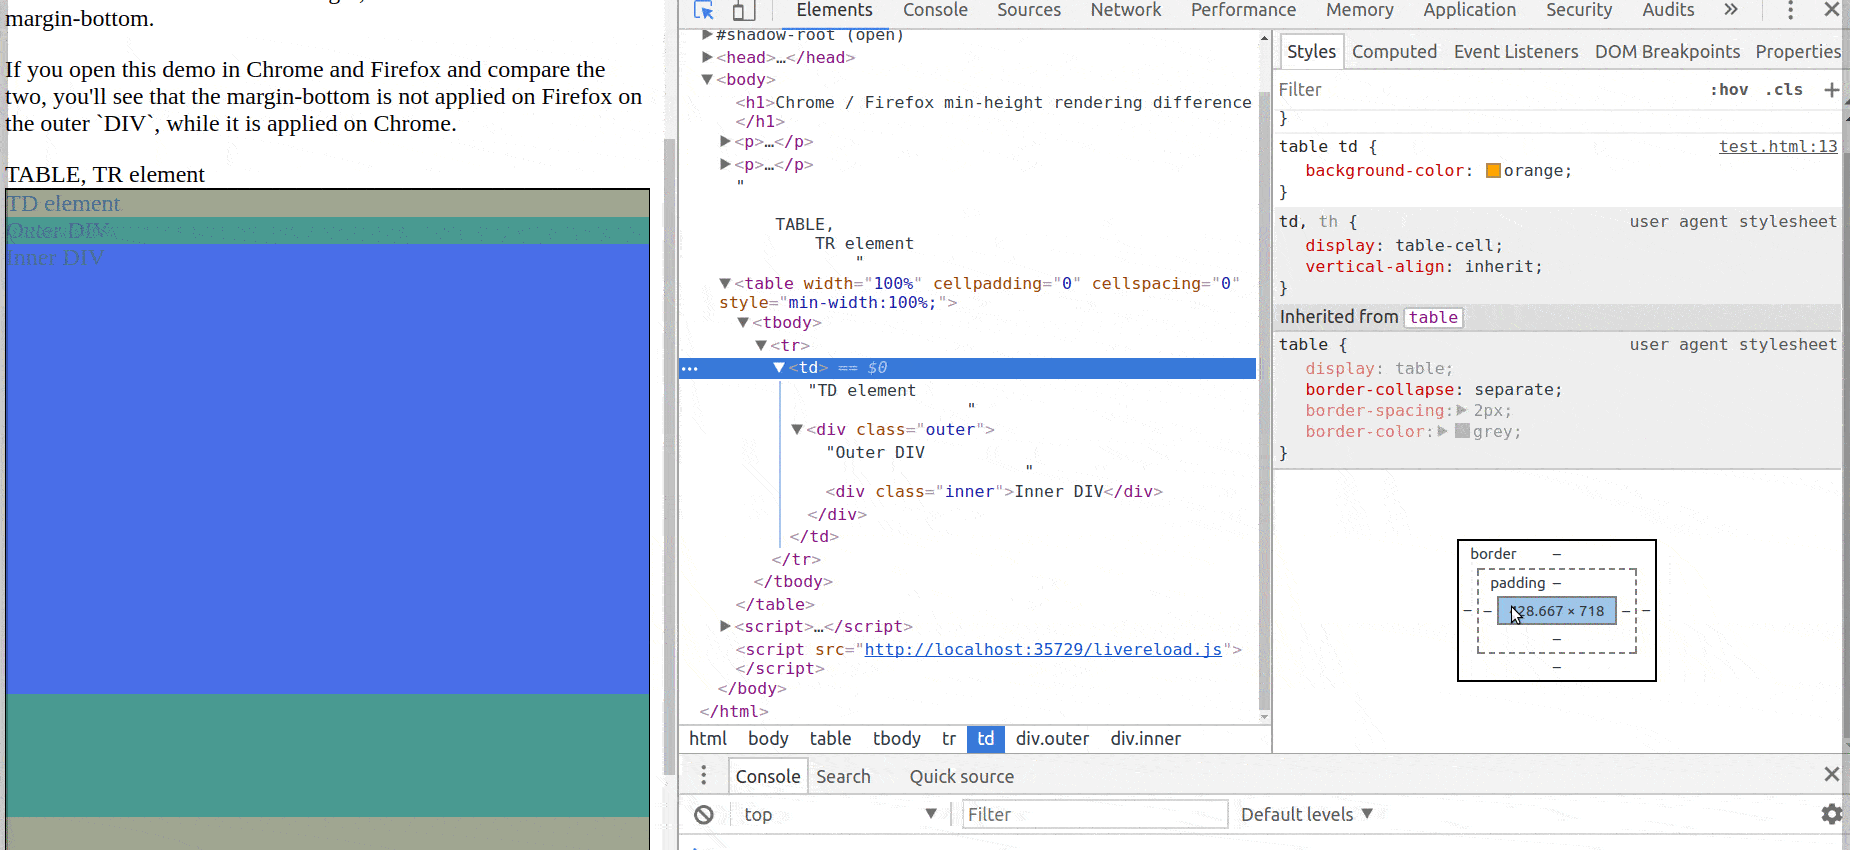 margin-bottom.
If you open this demo in Chrome and Firefox and compare the
two, you'll see that the margin-bottom is not applied on Firefox on
the outer `DIV`, while it is applied on Chrome.
TABLE, TR element
TD element
Outer DIV
Inner DIV
Elements Console Sources Network Performance Memory Application Security Audits »
▶#shadow-root (open)
▶<head>…</head>
▼<body>
<h1>Chrome / Firefox min-height rendering difference
</h1>
▶<p>…</p>
▶<p>…</p>
"
TABLE,
TR element
"
▼<table width="100%" cellpadding="0" cellspacing="0"
style="min-width:100%;">
▼<tbody>
▼<tr>
… ▼<td> == $0
"TD element
"
▼<div class="outer">
"Outer DIV
"
<div class="inner">Inner DIV</div>
</div>
</td>
</tr>
</tbody>
</table>
▶<script>…</script>
<script src="http://localhost:35729/livereload.js">
</script>
</body>
</html>
html body table tbody tr td div.outer div.inner
Styles Computed Event Listeners DOM Breakpoints Properties
Filter :hov .cls +
}
table td { test.html:13
background-color: orange;
}
td, th { user agent stylesheet
display: table-cell;
vertical-align: inherit;
}
Inherited from table
table { user agent stylesheet
display: table;
border-collapse: separate;
border-spacing:▶ 2px;
border-color:▶ grey;
}
border –
padding –
– – 28.667 × 718 – –
–
–
Console Search Quick source
top ▼ Filter Default levels ▼